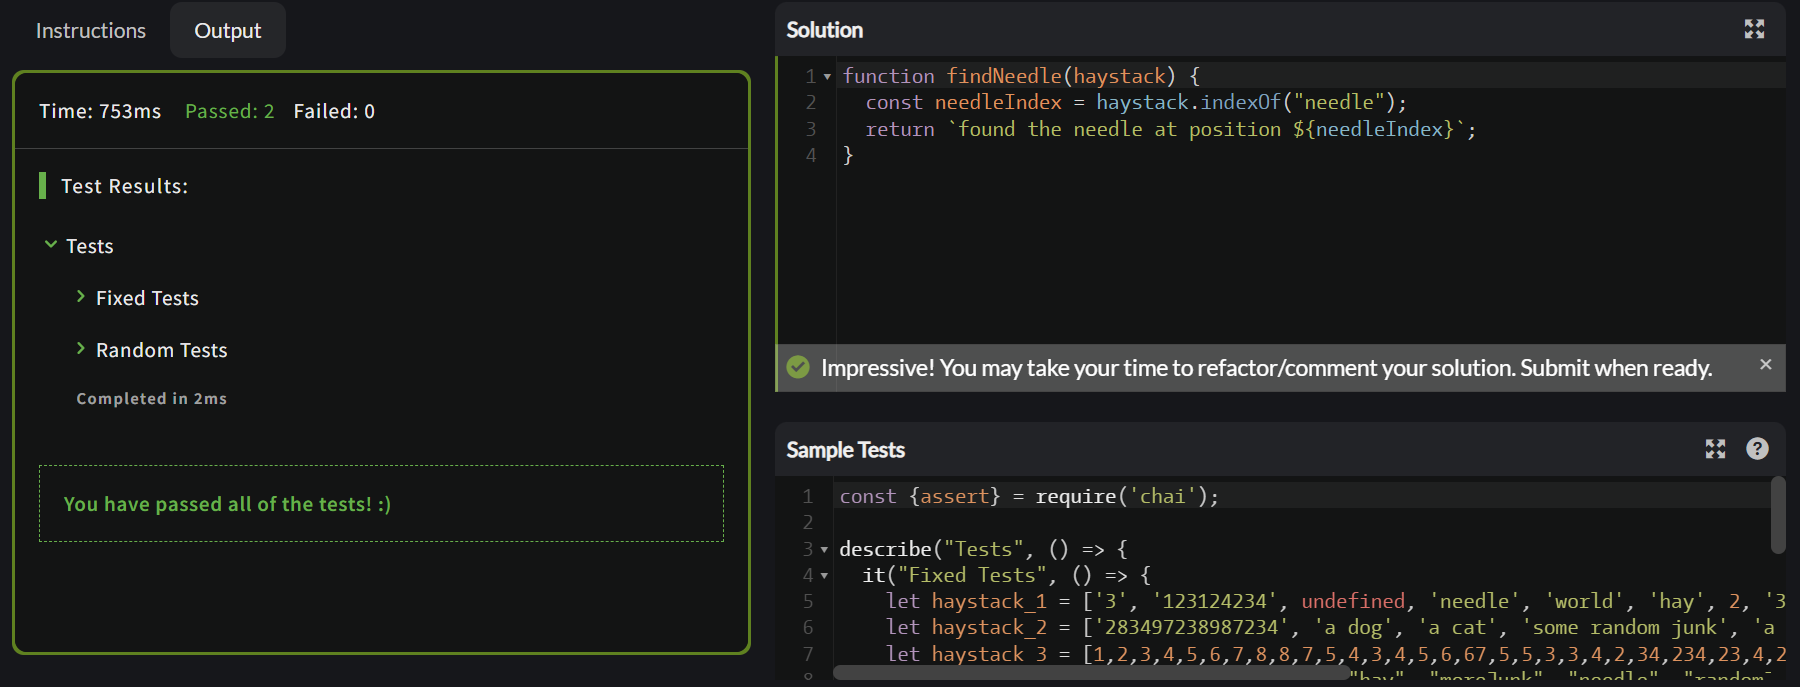 Instructions
Output
Time: 753ms Passed: 2 Failed: 0
Test Results:
Tests
Fixed Tests
Random Tests
Completed in 2ms
You have passed all of the tests! :)
Solution
1 function findNeedle(haystack) {
2   const needleIndex = haystack.indexOf("needle");
3   return `found the needle at position ${needleIndex}`;
4 }
Impressive! You may take your time to refactor/comment your solution. Submit when ready.
Sample Tests
1 const {assert} = require('chai');
2
3 describe("Tests", () => {
4   it("Fixed Tests", () => {
5     let haystack_1 = ['3', '123124234', undefined, 'needle', 'world', 'hay', 2, '3
6     let haystack_2 = ['283497238987234', 'a dog', 'a cat', 'some random junk', 'a
7     let haystack_3 = [1,2,3,4,5,6,7,8,8,7,5,4,3,4,5,6,67,5,5,3,3,4,2,34,234,23,4,2
8 "hay", "moreJunk", "needle", "random